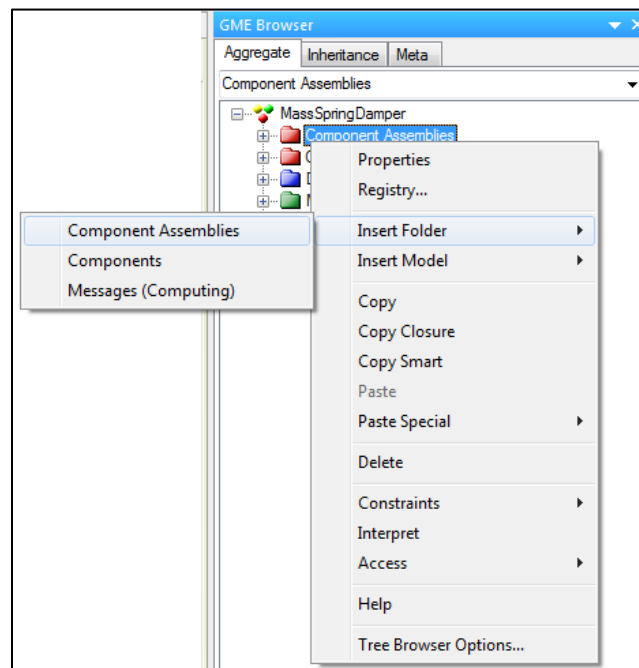 GME Browser
Aggregate Inheritance Meta
Component Assemblies
MassSpringDamper
Component Assemblies
Properties
Registry...
Component Assemblies
Components
Messages (Computing)
Insert Folder
Insert Model
Copy
Copy Closure
Copy Smart
Paste
Paste Special
Delete
Constraints
Interpret
Access
Help
Tree Browser Options...